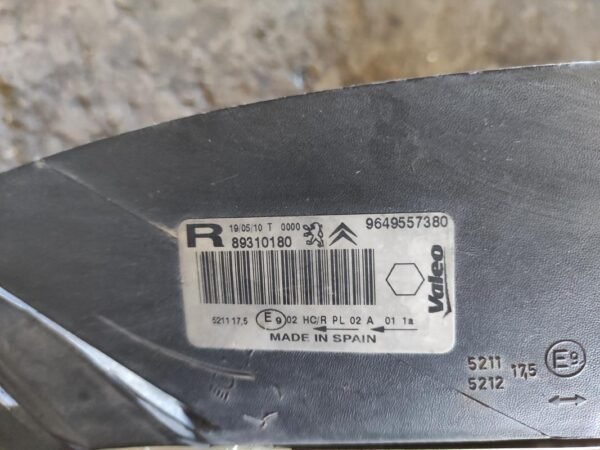 R 19/05/10 T 0000 9649557380
89310180
Valeo
5211 17,5 E9 02 HC/R PL 02 A 01 1a
MADE IN SPAIN
5211
5212 17,5 E9